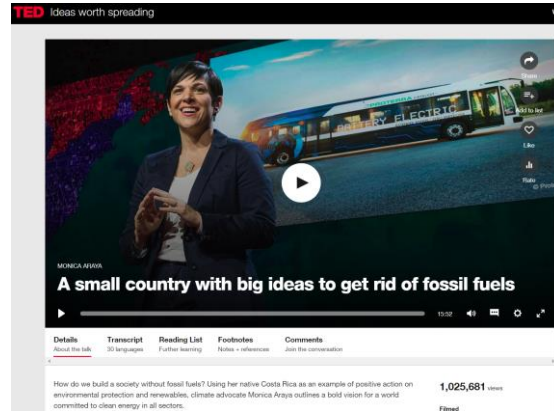 TED Ideas worth spreading
PROTERRA
BATTERY ELECTRIC
Share
Add to list
Like
Rate
MONICA ARAYA
A small country with big ideas to get rid of fossil fuels
15:52
Details Transcript Reading List Footnotes Comments
About the talk 30 languages Further learning Notes + references Join the conversation
How do we build a society without fossil fuels? Using her native Costa Rica as an example of positive action on
environmental protection and renewables, climate advocate Monica Araya outlines a bold vision for a world
committed to clean energy in all sectors.
1,025,681 views
Filmed